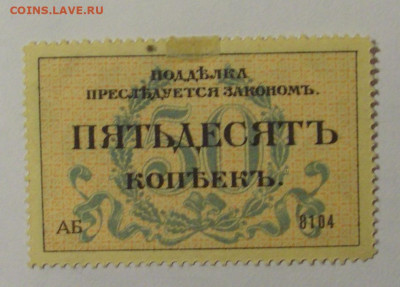 COINS.LAVE.RU
ПОДДѢЛКА
ПРЕСЛѢДУЕТСЯ ЗАКОНОМЪ.
50
ПЯТЬДЕСЯТЪ
КОПѢЕКЪ.
АБ 8104